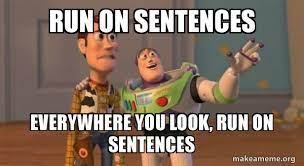 RUN ON SENTENCES
EVERYWHERE YOU LOOK, RUN ON
SENTENCES
makeameme.org